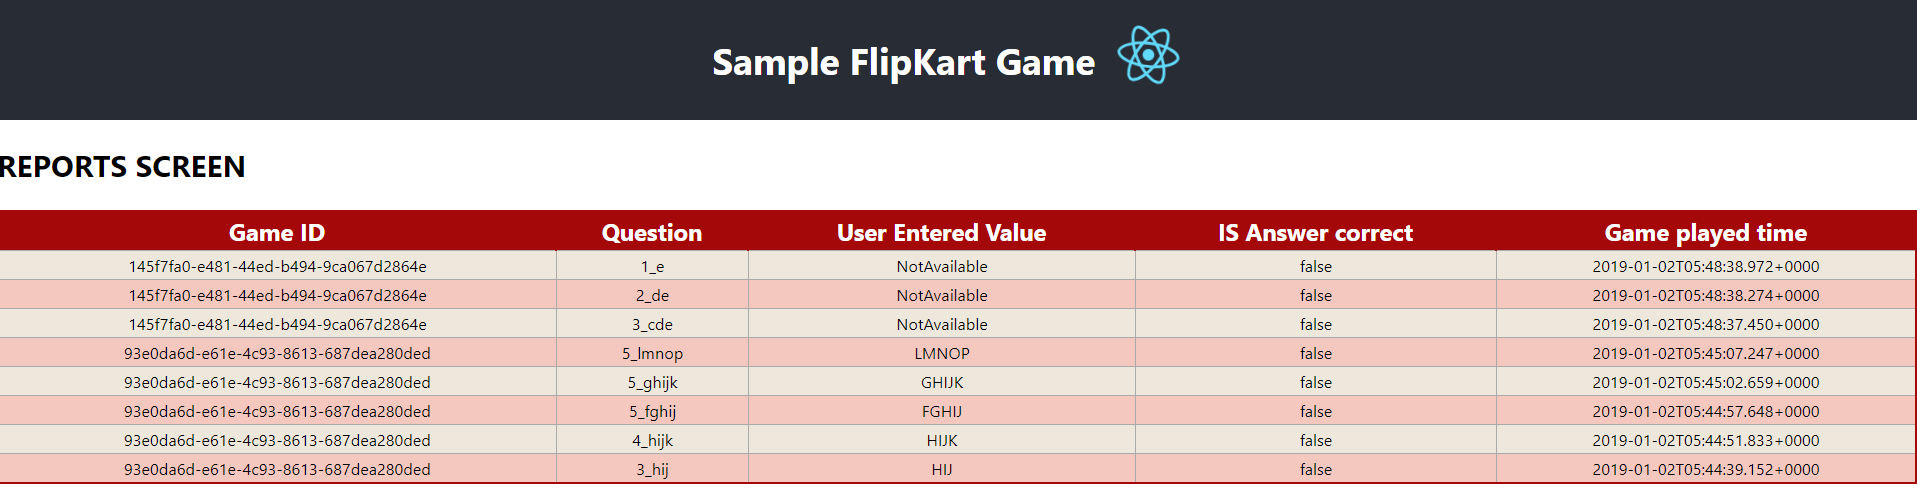 Sample FlipKart Game
REPORTS SCREEN
Game ID Question User Entered Value IS Answer correct Game played time
145f7fa0-e481-44ed-b494-9ca067d2864e 1_e NotAvailable false 2019-01-02T05:48:38.972+0000
145f7fa0-e481-44ed-b494-9ca067d2864e 2_de NotAvailable false 2019-01-02T05:48:38.274+0000
145f7fa0-e481-44ed-b494-9ca067d2864e 3_cde NotAvailable false 2019-01-02T05:48:37.450+0000
93e0da6d-e61e-4c93-8613-687dea280ded 5_lmnop LMNOP false 2019-01-02T05:45:07.247+0000
93e0da6d-e61e-4c93-8613-687dea280ded 5_ghijk GHIJK false 2019-01-02T05:45:02.659+0000
93e0da6d-e61e-4c93-8613-687dea280ded 5_fghij FGHIJ false 2019-01-02T05:44:57.648+0000
93e0da6d-e61e-4c93-8613-687dea280ded 4_hijk HIJK false 2019-01-02T05:44:51.833+0000
93e0da6d-e61e-4c93-8613-687dea280ded 3_hij HIJ false 2019-01-02T05:44:39.152+0000